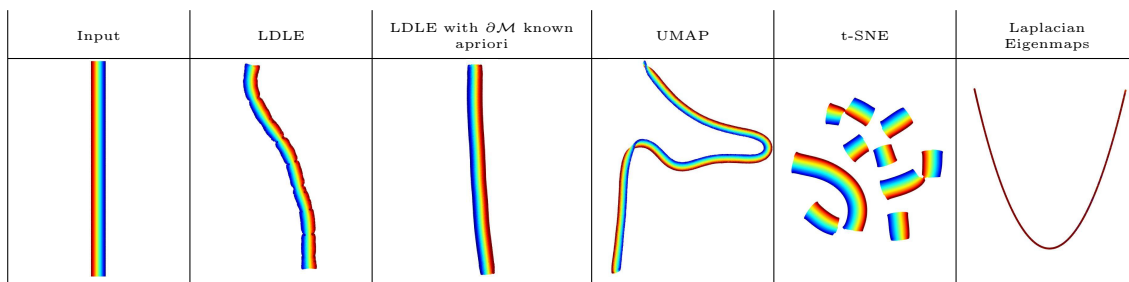 Input
LDLE
LDLE with ∂M known
apriori
UMAP
t-SNE
Laplacian
Eigenmaps